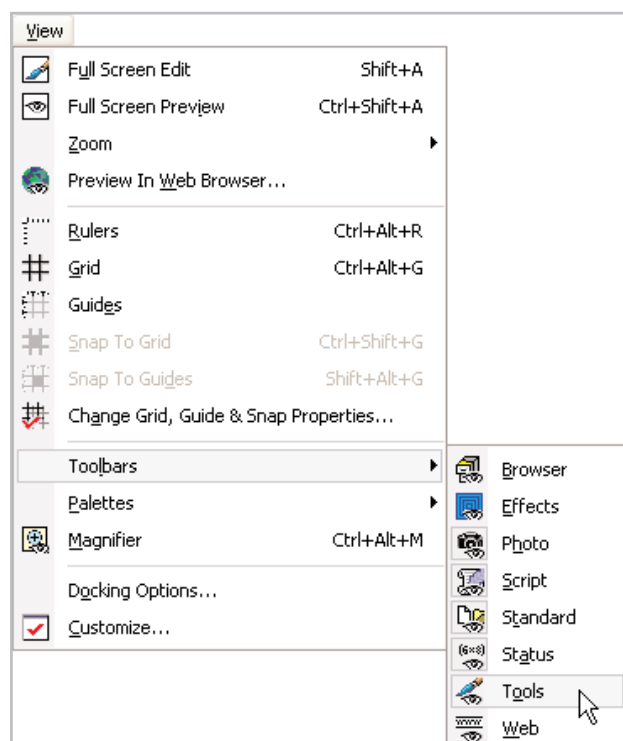 View
Full Screen Edit Shift+A
Full Screen Preview Ctrl+Shift+A
Zoom
Preview In Web Browser...
Rulers Ctrl+Alt+R
Grid Ctrl+Alt+G
Guides
Snap To Grid Ctrl+Shift+G
Snap To Guides Shift+Alt+G
Change Grid, Guide & Snap Properties...
Toolbars
Palettes
Magnifier Ctrl+Alt+M
Docking Options...
Customize...
Browser
Effects
Photo
Script
Standard
(6×8) Status
Tools
Web